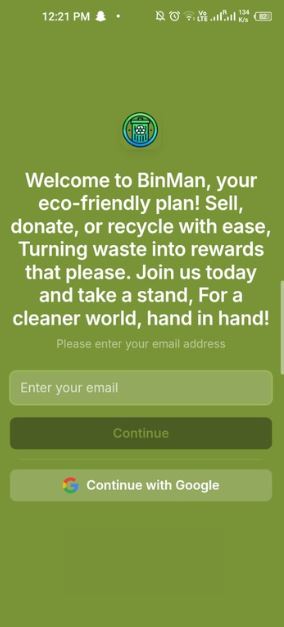 12:21 PM
Vo
LTE
R
134
K/s
82
Welcome to BinMan, your
eco-friendly plan! Sell,
donate, or recycle with ease,
Turning waste into rewards
that please. Join us today
and take a stand, For a
cleaner world, hand in hand!
Please enter your email address
Enter your email
Continue
Continue with Google